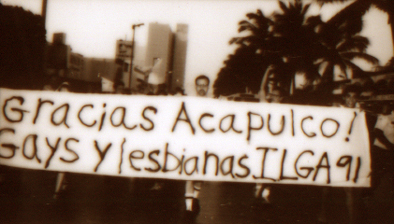 Gracias Acapulco!
Gays y lesbianas ILGA 91